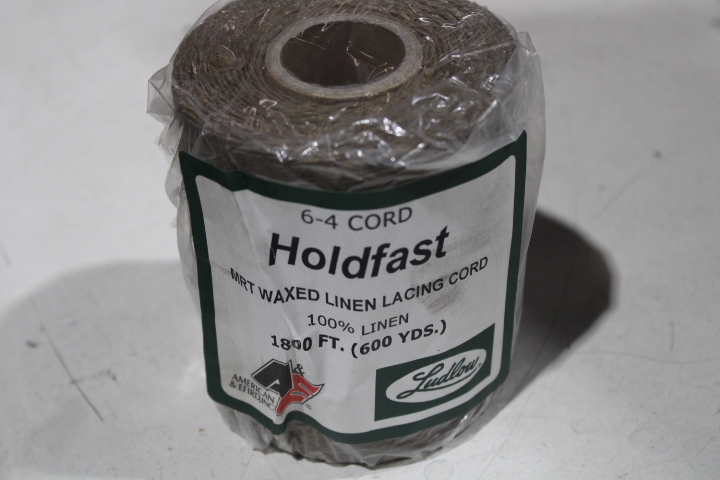 6-4 CORD
Holdfast
MRT WAXED LINEN LACING CORD
100% LINEN
1800 FT. (600 YDS.)
A&E
AMERICAN
& EFIRD, INC.
Ludlow